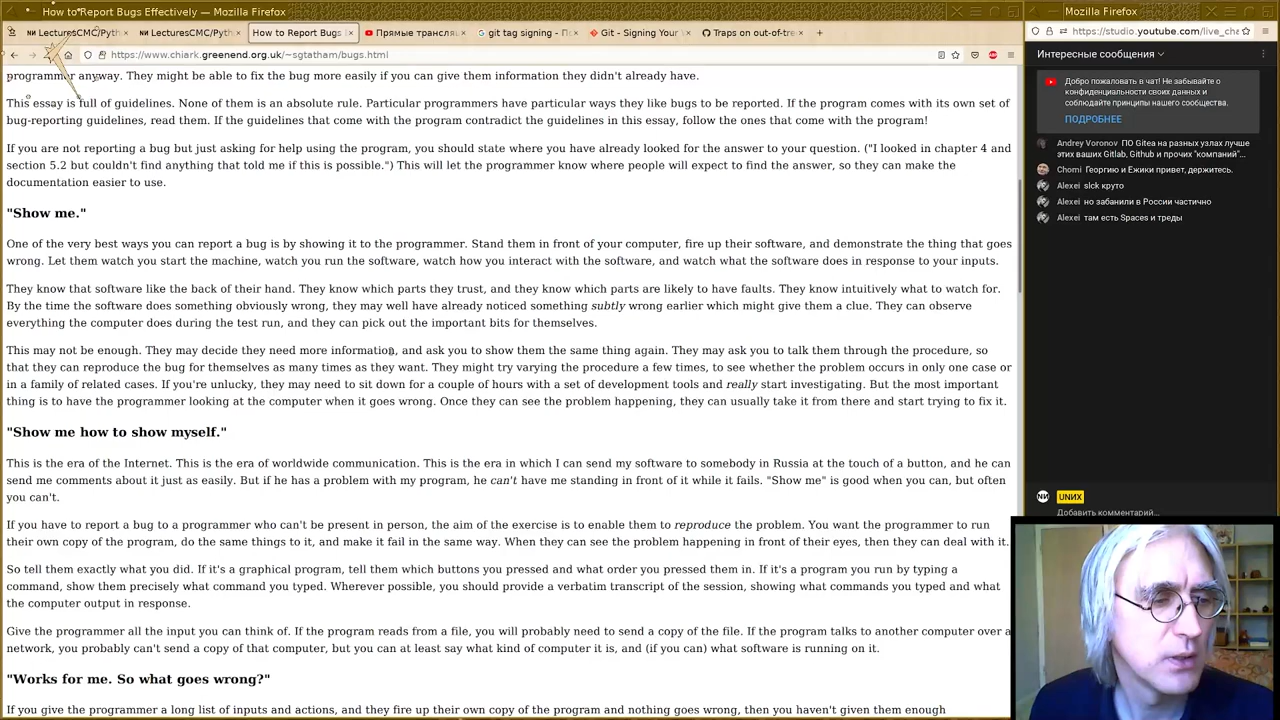 How to Report Bugs Effectively — Mozilla Firefox
Mozilla Firefox
LecturesCMC/Pyth
LecturesCMC/Pyth
How to Report Bugs
Прямые трансляци
git tag signing - По
Git - Signing Your W
Traps on out-of-tre
https://www.chiark.greenend.org.uk/~sgtatham/bugs.html
https://studio.youtube.com/live_cha
programmer anyway. They might be able to fix the bug more easily if you can give them information they didn't already have.
This essay is full of guidelines. None of them is an absolute rule. Particular programmers have particular ways they like bugs to be reported. If the program comes with its own set of
bug-reporting guidelines, read them. If the guidelines that come with the program contradict the guidelines in this essay, follow the ones that come with the program!
If you are not reporting a bug but just asking for help using the program, you should state where you have already looked for the answer to your question. ("I looked in chapter 4 and
section 5.2 but couldn't find anything that told me if this is possible.") This will let the programmer know where people will expect to find the answer, so they can make the
documentation easier to use.
"Show me."
One of the very best ways you can report a bug is by showing it to the programmer. Stand them in front of your computer, fire up their software, and demonstrate the thing that goes
wrong. Let them watch you start the machine, watch you run the software, watch how you interact with the software, and watch what the software does in response to your inputs.
They know that software like the back of their hand. They know which parts they trust, and they know which parts are likely to have faults. They know intuitively what to watch for.
By the time the software does something obviously wrong, they may well have already noticed something subtly wrong earlier which might give them a clue. They can observe
everything the computer does during the test run, and they can pick out the important bits for themselves.
This may not be enough. They may decide they need more information, and ask you to show them the same thing again. They may ask you to talk them through the procedure, so
that they can reproduce the bug for themselves as many times as they want. They might try varying the procedure a few times, to see whether the problem occurs in only one case or
in a family of related cases. If you're unlucky, they may need to sit down for a couple of hours with a set of development tools and really start investigating. But the most important
thing is to have the programmer looking at the computer when it goes wrong. Once they can see the problem happening, they can usually take it from there and start trying to fix it.
"Show me how to show myself."
This is the era of the Internet. This is the era of worldwide communication. This is the era in which I can send my software to somebody in Russia at the touch of a button, and he can
send me comments about it just as easily. But if he has a problem with my program, he can't have me standing in front of it while it fails. "Show me" is good when you can, but often
you can't.
If you have to report a bug to a programmer who can't be present in person, the aim of the exercise is to enable them to reproduce the problem. You want the programmer to run
their own copy of the program, do the same things to it, and make it fail in the same way. When they can see the problem happening in front of their eyes, then they can deal with it.
So tell them exactly what you did. If it's a graphical program, tell them which buttons you pressed and what order you pressed them in. If it's a program you run by typing a
command, show them precisely what command you typed. Wherever possible, you should provide a verbatim transcript of the session, showing what commands you typed and what
the computer output in response.
Give the programmer all the input you can think of. If the program reads from a file, you will probably need to send a copy of the file. If the program talks to another computer over a
network, you probably can't send a copy of that computer, but you can at least say what kind of computer it is, and (if you can) what software is running on it.
"Works for me. So what goes wrong?"
If you give the programmer a long list of inputs and actions, and they fire up their own copy of the program and nothing goes wrong, then you haven't given them enough
Интересные сообщения
Добро пожаловать в чат! Не забывайте о
конфиденциальности своих данных и
соблюдайте принципы нашего сообщества.
ПОДРОБНЕЕ
Andrey Voronov ПО Gitea на разных узлах лучше
этих ваших Gitlab, Github и прочих "компаний"...
Chomi Георгию и Ежики привет, держитесь.
Alexei slck круто
Alexei но забанили в России частично
Alexei там есть Spaces и треды
UNИX
Добавить комментарий...